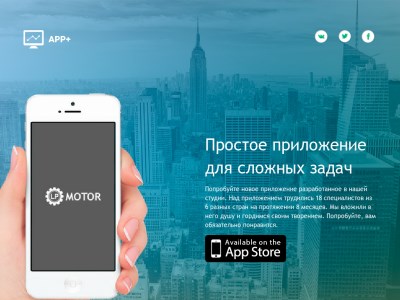 APP+
Простое приложение
для сложных задач
Попробуйте новое приложение разработанное в нашей
студии. Над приложением трудились 18 специалистов из
6 разных стран на протяжении 8 месяцев. Мы вложили в
него душу и гордимся своим творением. Попробуйте, вам
обязательно понравится.
LP MOTOR
Available on the
App Store